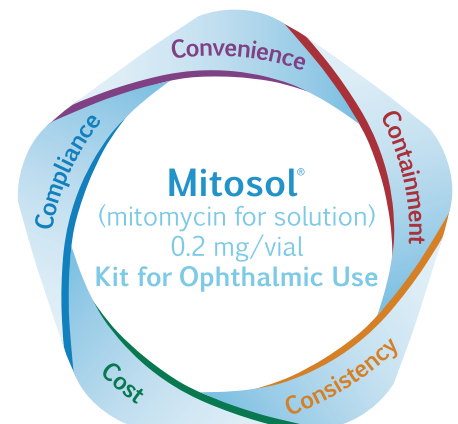 Convenience
Containment
Compliance
Mitosol®
(mitomycin for solution)
0.2 mg/vial
Kit for Ophthalmic Use
Cost
Consistency